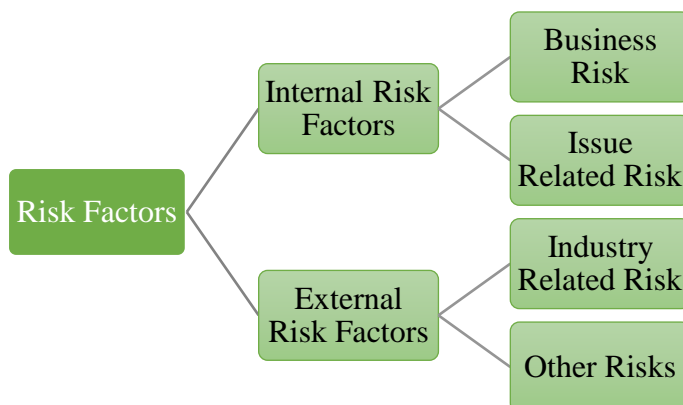 Risk Factors
Internal Risk
Factors
Business
Risk
Issue
Related Risk
External
Risk Factors
Industry
Related Risk
Other Risks